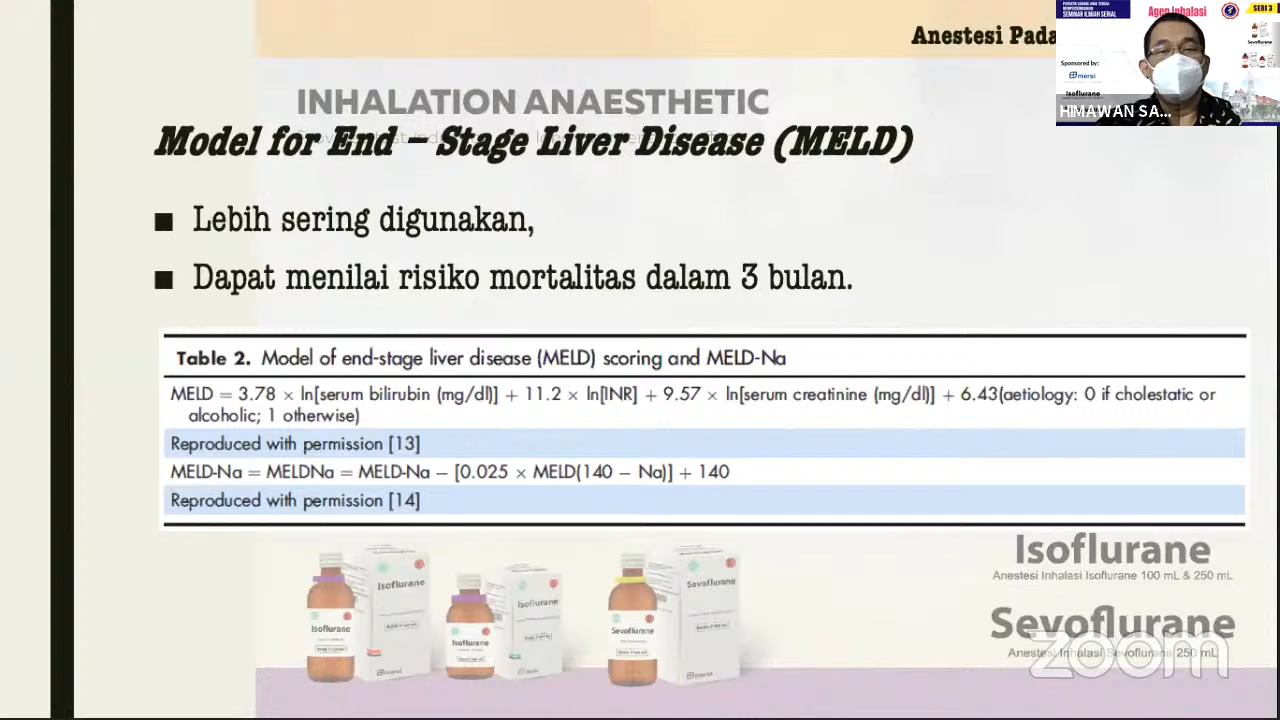 Anestesi Pada
INHALATION ANAESTHETIC
Model for End – Stage Liver Disease (MELD)
■ Lebih sering digunakan,
■ Dapat menilai risiko mortalitas dalam 3 bulan.
Table 2. Model of end-stage liver disease (MELD) scoring and MELD-Na
MELD = 3.78 × ln[serum bilirubin (mg/dl)] + 11.2 × ln[INR] + 9.57 × ln[serum creatinine (mg/dl)] + 6.43(aetiology: 0 if cholestatic or
alcoholic; 1 otherwise)
Reproduced with permission [13]
MELD-Na = MELDNa = MELD-Na − [0.025 × MELD(140 − Na)] + 140
Reproduced with permission [14]
Isoflurane
Anestesi Inhalasi Isoflurane 100 mL & 250 mL
Sevoflurane
Anestesi Inhalasi Sevoflurane 250 mL
zoom
Isoflurane
Isoflurane
Isoflurane
Isoflurane
Sevoflurane
Sevoflurane
SEMINAR ILMIAH SERIAL
Agen Inhalasi
SERI 3
Sevoflurane
Sponsored by:
mersi
Isoflurane
HIMAWAN SA...